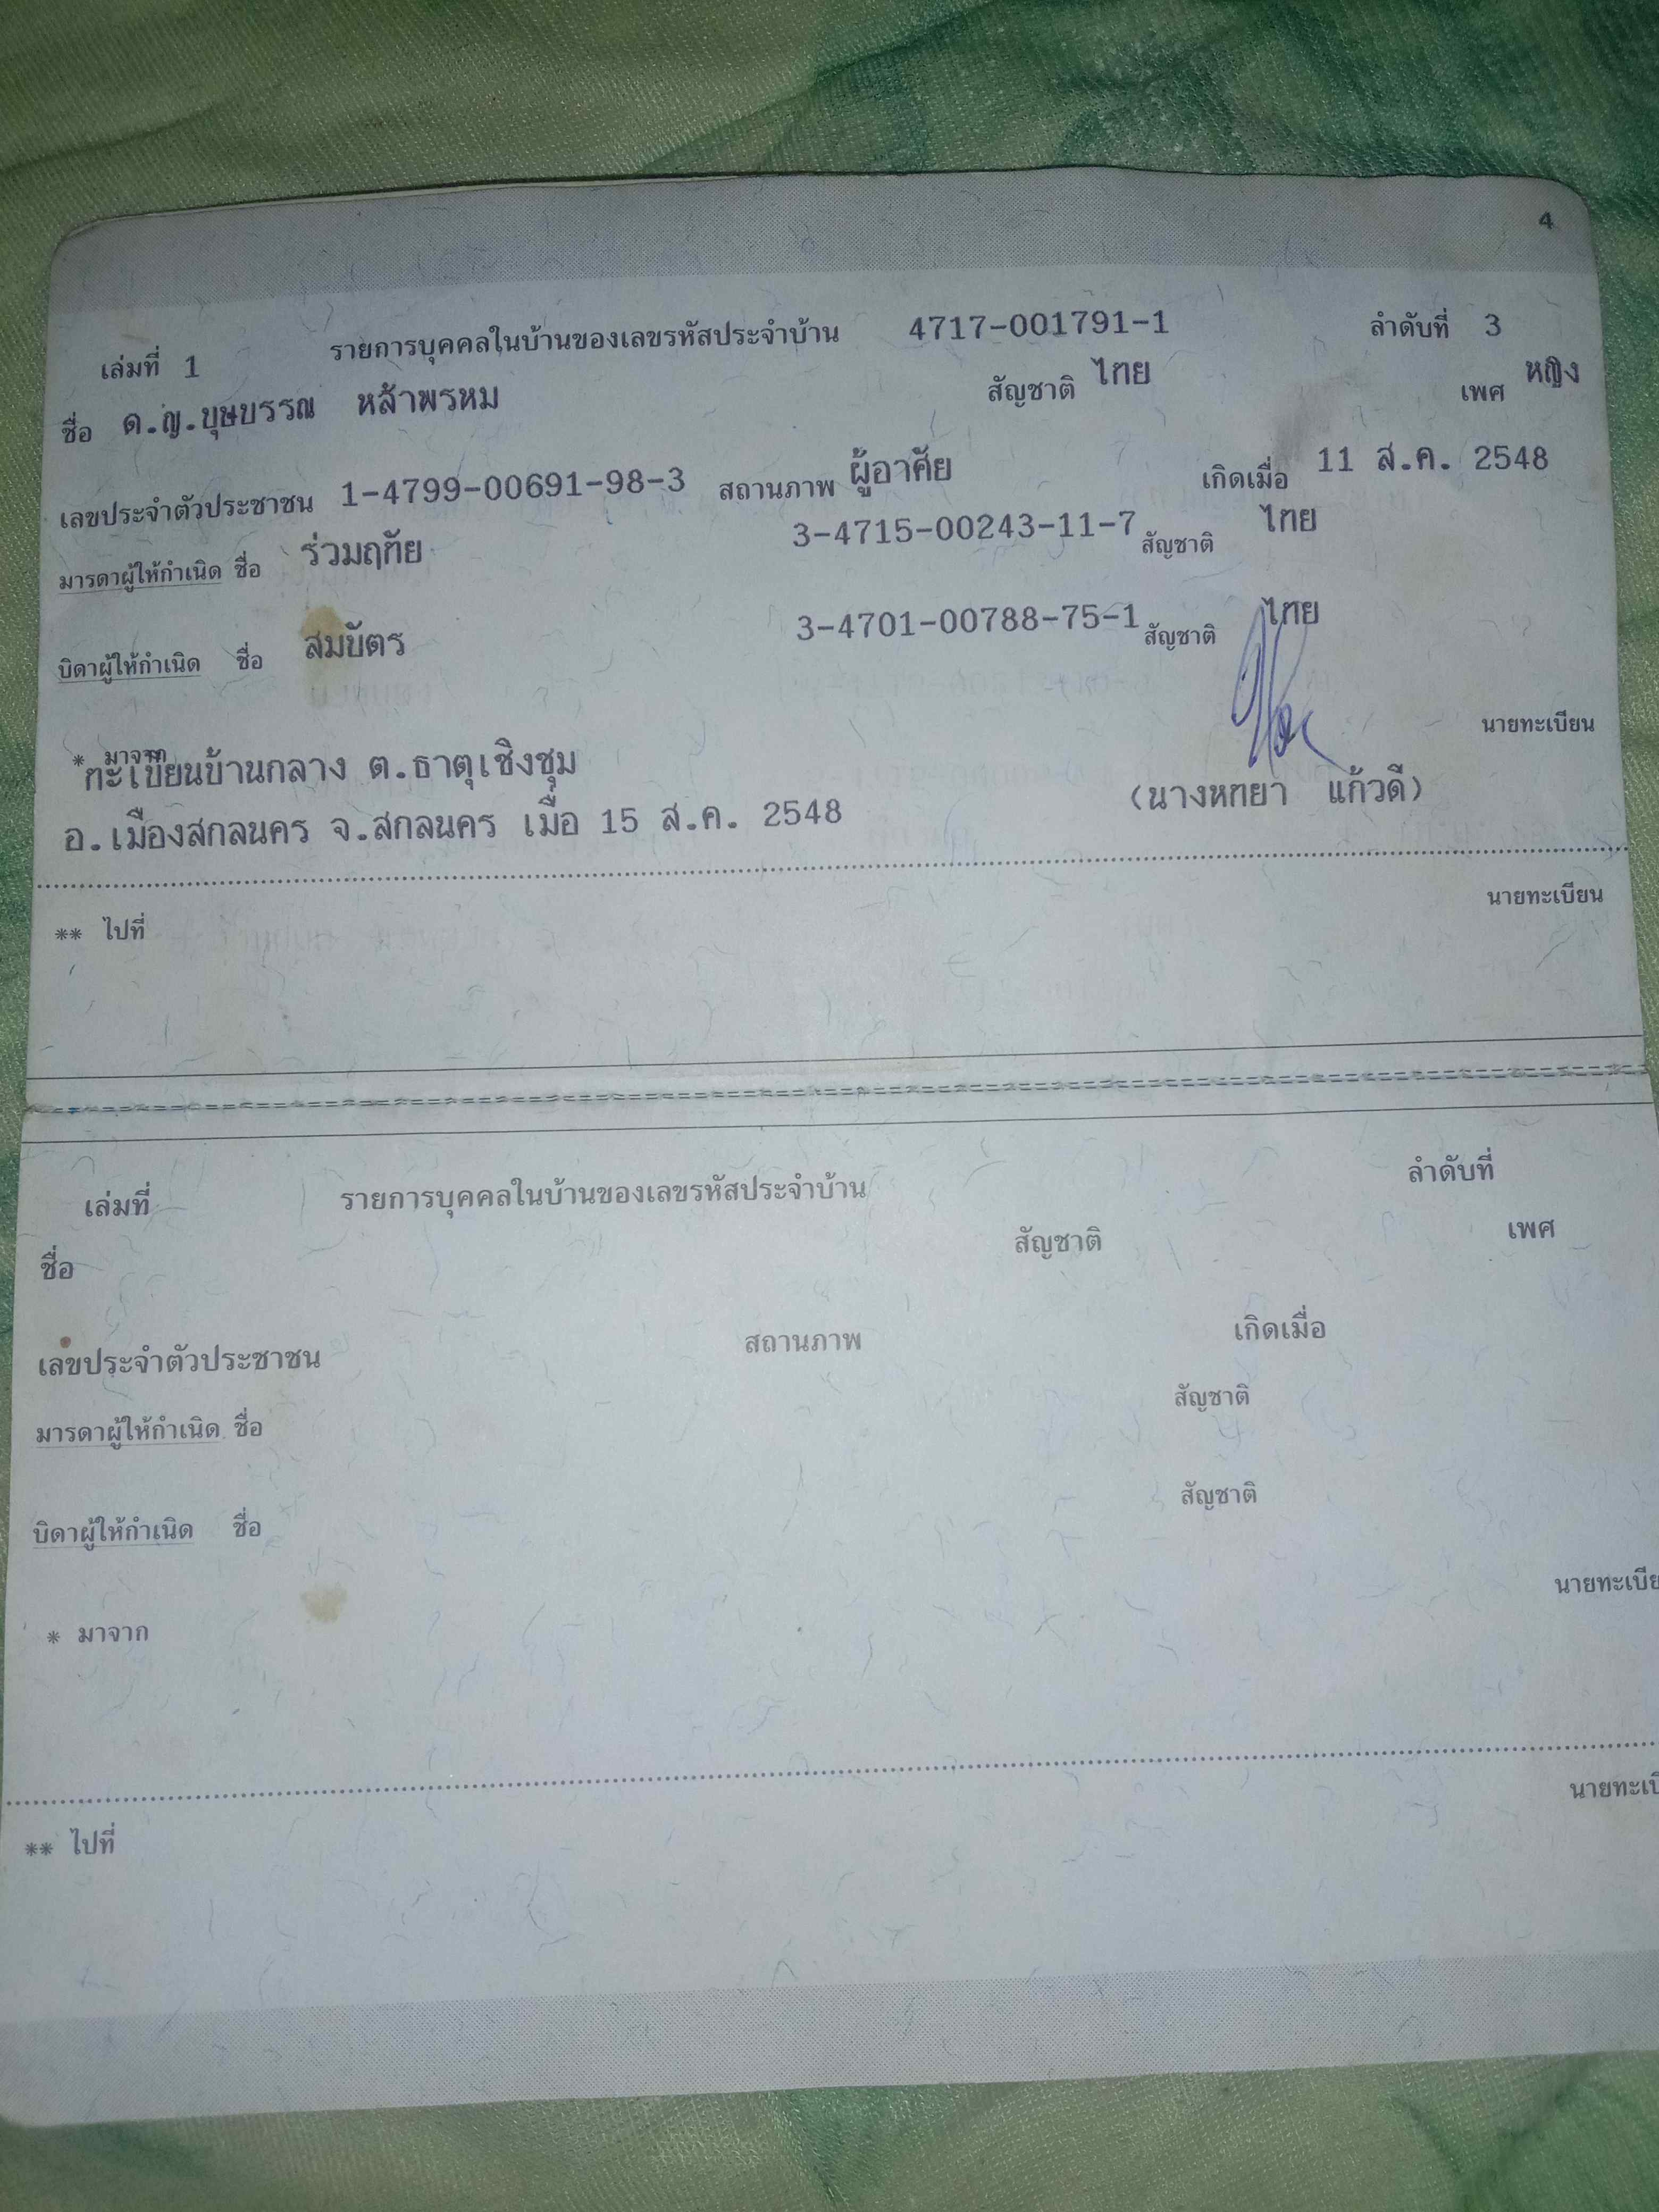 4
เล่มที่ 1 รายการบุคคลในบ้านของเลขรหัสประจำบ้าน 4717-001791-1 ลำดับที่ 3
ชื่อ ด.ญ.บุษบรรณ หล้าพรหม สัญชาติ ไทย เพศ หญิง
เลขประจำตัวประชาชน 1-4799-00691-98-3 สถานภาพ ผู้อาศัย เกิดเมื่อ 11 ส.ค. 2548
มารดาผู้ให้กำเนิด ชื่อ ร่วมฤทัย 3-4715-00243-11-7 สัญชาติ ไทย
บิดาผู้ให้กำเนิด ชื่อ สมบัตร 3-4701-00788-75-1 สัญชาติ ไทย
* มาจาก นายทะเบียน
ทะเบียนบ้านกลาง ต.ธาตุเชิงชุม (นางหทยา แก้วดี)
อ.เมืองสกลนคร จ.สกลนคร เมื่อ 15 ส.ค. 2548
** ไปที่ นายทะเบียน
เล่มที่ รายการบุคคลในบ้านของเลขรหัสประจำบ้าน ลำดับที่
ชื่อ สัญชาติ เพศ
เลขประจำตัวประชาชน สถานภาพ เกิดเมื่อ
มารดาผู้ให้กำเนิด ชื่อ สัญชาติ
บิดาผู้ให้กำเนิด ชื่อ สัญชาติ
* มาจาก นายทะเบีย
** ไปที่ นายทะเบี